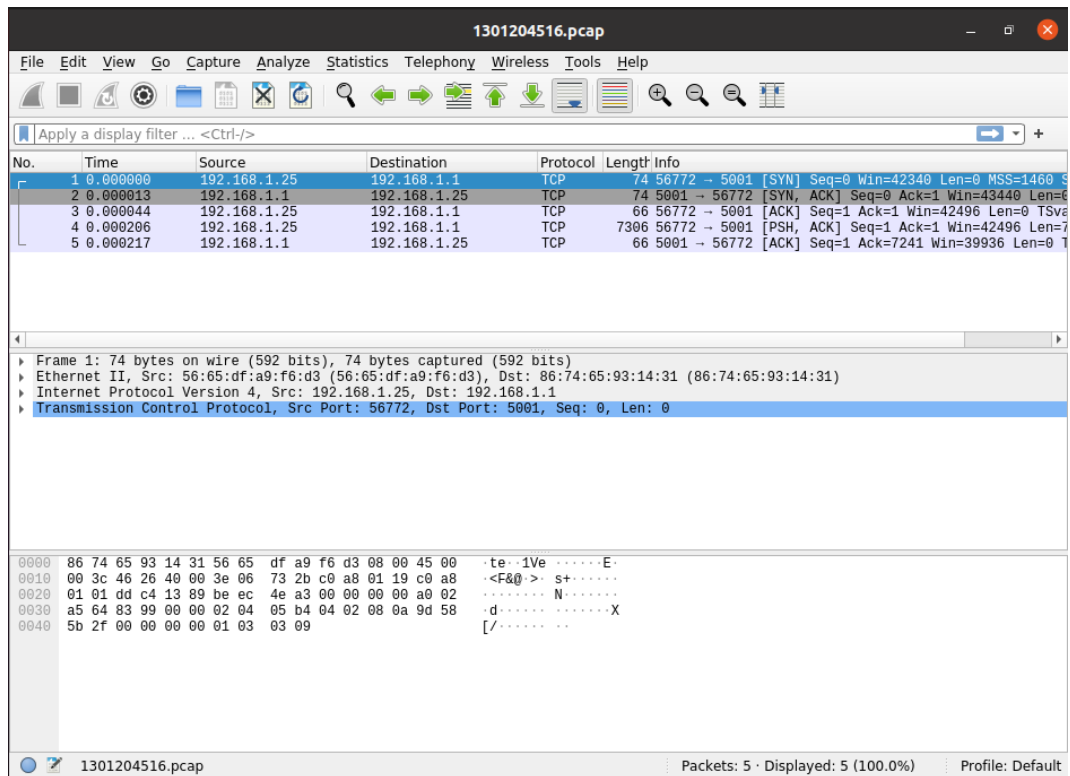 1301204516.pcap
File Edit View Go Capture Analyze Statistics Telephony Wireless Tools Help
Apply a display filter ... <Ctrl-/>
No. Time Source Destination Protocol Length Info
1 0.000000 192.168.1.25 192.168.1.1 TCP 74 56772 → 5001 [SYN] Seq=0 Win=42340 Len=0 MSS=1460 S
2 0.000013 192.168.1.1 192.168.1.25 TCP 74 5001 → 56772 [SYN, ACK] Seq=0 Ack=1 Win=43440 Len=0
3 0.000044 192.168.1.25 192.168.1.1 TCP 66 56772 → 5001 [ACK] Seq=1 Ack=1 Win=42496 Len=0 TSva
4 0.000206 192.168.1.25 192.168.1.1 TCP 7306 56772 → 5001 [PSH, ACK] Seq=1 Ack=1 Win=42496 Len=7
5 0.000217 192.168.1.1 192.168.1.25 TCP 66 5001 → 56772 [ACK] Seq=1 Ack=7241 Win=39936 Len=0 T
Frame 1: 74 bytes on wire (592 bits), 74 bytes captured (592 bits)
Ethernet II, Src: 56:65:df:a9:f6:d3 (56:65:df:a9:f6:d3), Dst: 86:74:65:93:14:31 (86:74:65:93:14:31)
Internet Protocol Version 4, Src: 192.168.1.25, Dst: 192.168.1.1
Transmission Control Protocol, Src Port: 56772, Dst Port: 5001, Seq: 0, Len: 0
0000 86 74 65 93 14 31 56 65 df a9 f6 d3 08 00 45 00 ·te··1Ve ······E·
0010 00 3c 46 26 40 00 3e 06 73 2b c0 a8 01 19 c0 a8 ·<F&@·>· s+······
0020 01 01 dd c4 13 89 be ec 4e a3 00 00 00 00 a0 02 ········ N·······
0030 a5 64 83 99 00 00 02 04 05 b4 04 02 08 0a 9d 58 ·d······ ·······X
0040 5b 2f 00 00 00 00 01 03 03 09 [/······ ··
1301204516.pcap Packets: 5 · Displayed: 5 (100.0%) Profile: Default